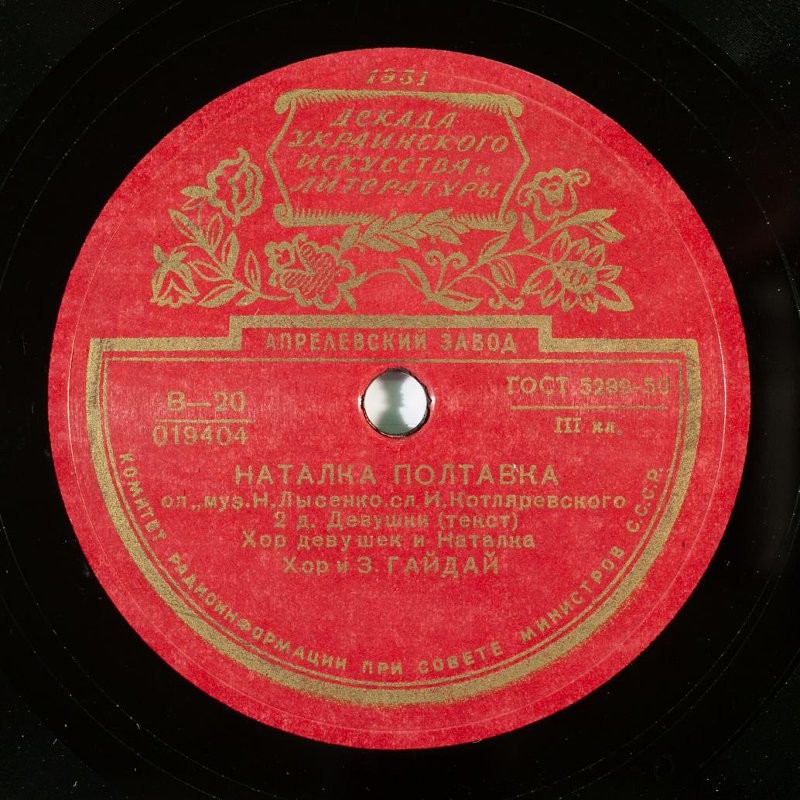 1951
ДЕКАДА
УКРАИНСКОГО
ИСКУССТВА и
ЛИТЕРАТУРЫ
АПРЕЛЕВСКИЙ ЗАВОД
В—20
019404
ГОСТ 5289-50
III кл.
НАТАЛКА ПОЛТАВКА
оп„ муз.Н.Лысенко.сл.И.Котляревского
2 д. Девушки (текст)
Хор девушек и Наталка
Хор и З. ГАЙДАЙ
КОМИТЕТ РАДИОИНФОРМАЦИИ ПРИ СОВЕТЕ МИНИСТРОВ С.С.С.Р.